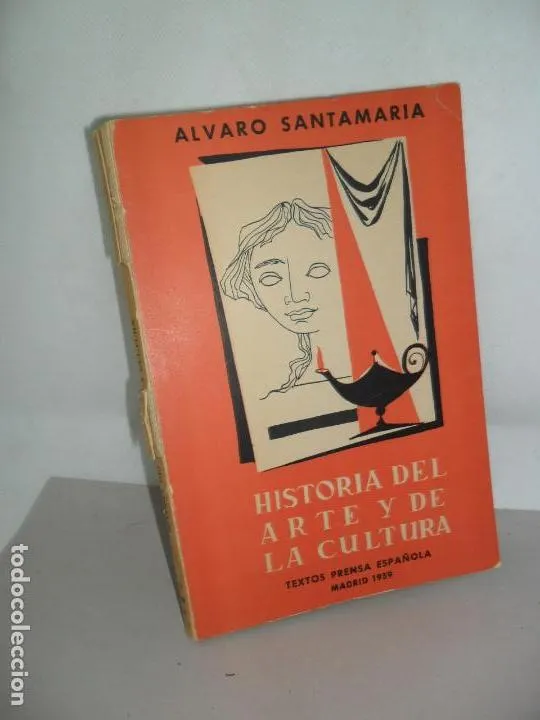 ALVARO SANTAMARIA
HISTORIA DEL
ARTE Y DE
LA CULTURA
TEXTOS PRENSA ESPAÑOLA
MADRID 1959
todocoleccion